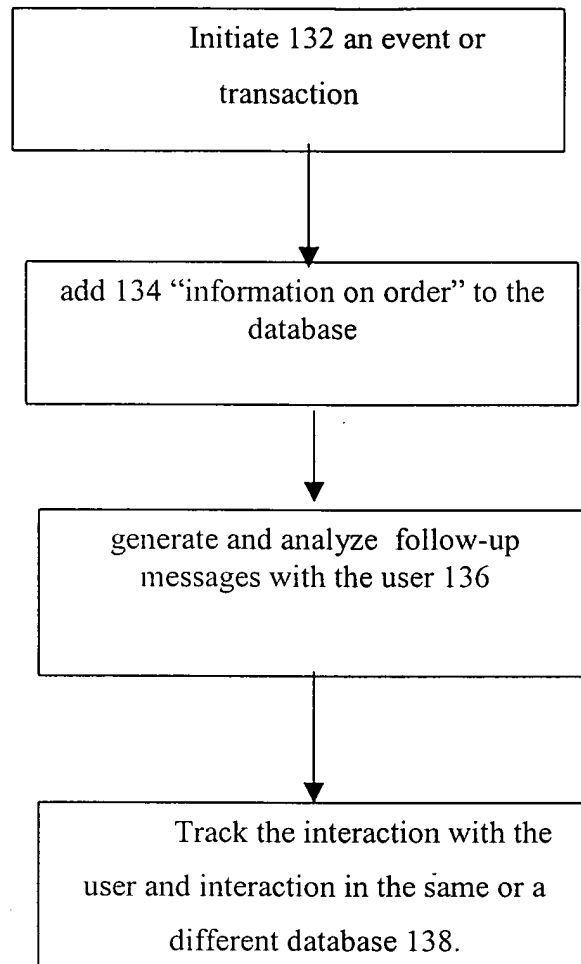 Initiate 132 an event or
transaction
add 134 “information on order” to the
database
generate and analyze follow-up
messages with the user 136
Track the interaction with the
user and interaction in the same or a
different database 138.